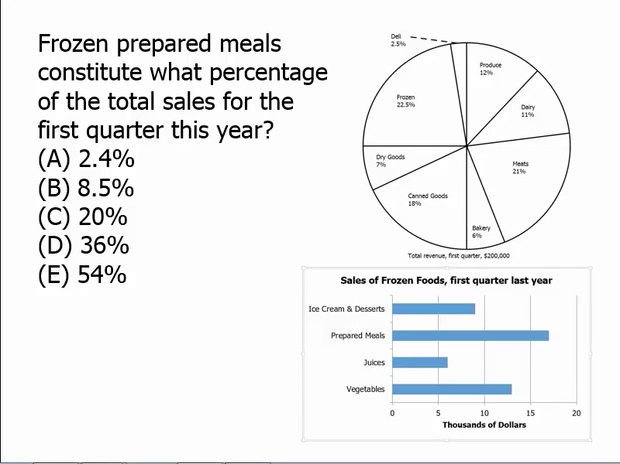 Frozen prepared meals
constitute what percentage
of the total sales for the
first quarter this year?
(A) 2.4%
(B) 8.5%
(C) 20%
(D) 36%
(E) 54%
Deli
2.5%
Produce
12%
Dairy
11%
Meats
21%
Bakery
6%
Canned Goods
18%
Dry Goods
7%
Frozen
22.5%
Total revenue, first quarter, $200,000
Sales of Frozen Foods, first quarter last year
Ice Cream & Desserts
Prepared Meals
Juices
Vegetables
0 5 10 15 20
Thousands of Dollars